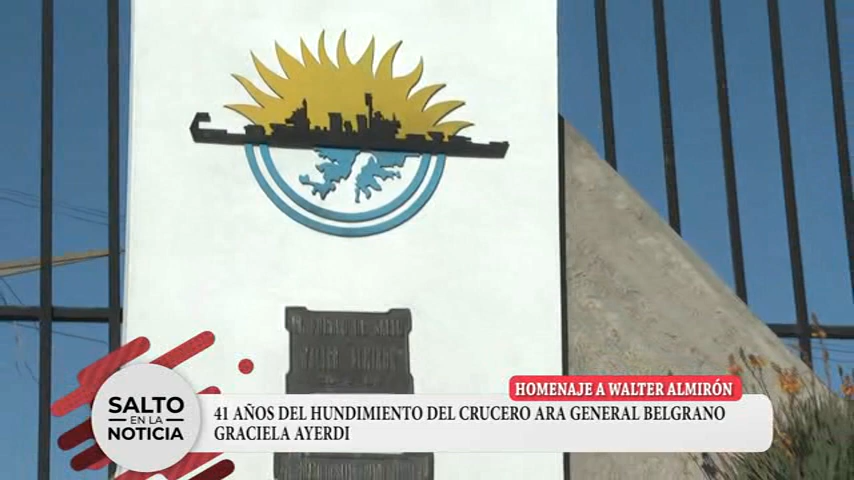 HOMENAJE A WALTER ALMIRÓN
SALTO
EN LA
NOTICIA
41 AÑOS DEL HUNDIMIENTO DEL CRUCERO ARA GENERAL BELGRANO
GRACIELA AYERDI